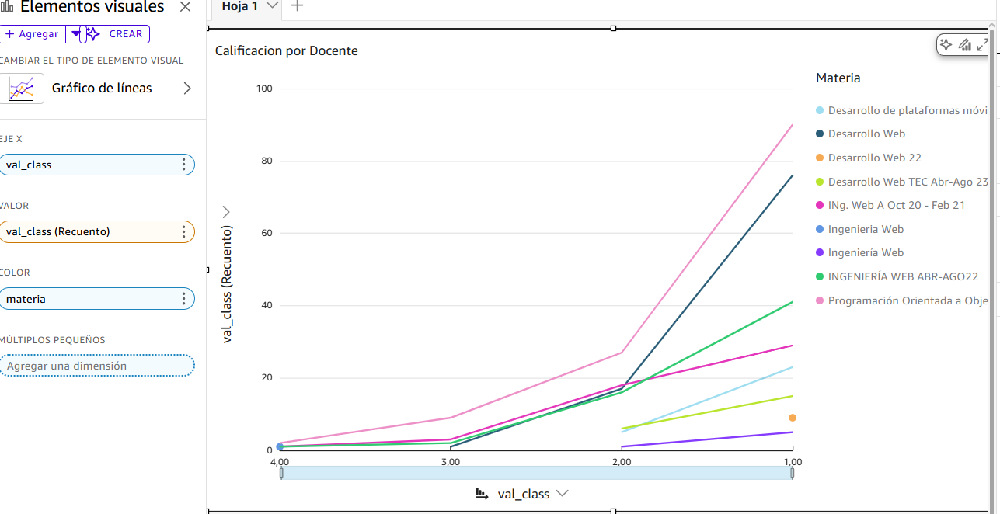 Elementos visuales
Agregar
CREAR
CAMBIAR EL TIPO DE ELEMENTO VISUAL
Gráfico de líneas
EJE X
val_class
VALOR
val_class (Recuento)
COLOR
materia
MÚLTIPLOS PEQUEÑOS
Agregar una dimensión
Hoja 1
Calificacion por Docente
100
80
60
40
20
0
val_class (Recuento)
4,00
3,00
2,00
1,00
val_class
Materia
Desarrollo de plataformas móvi
Desarrollo Web
Desarrollo Web 22
Desarrollo Web TEC Abr-Ago 23
INg. Web A Oct 20 - Feb 21
Ingenieria Web
Ingeniería Web
INGENIERÍA WEB ABR-AGO22
Programación Orientada a Obje